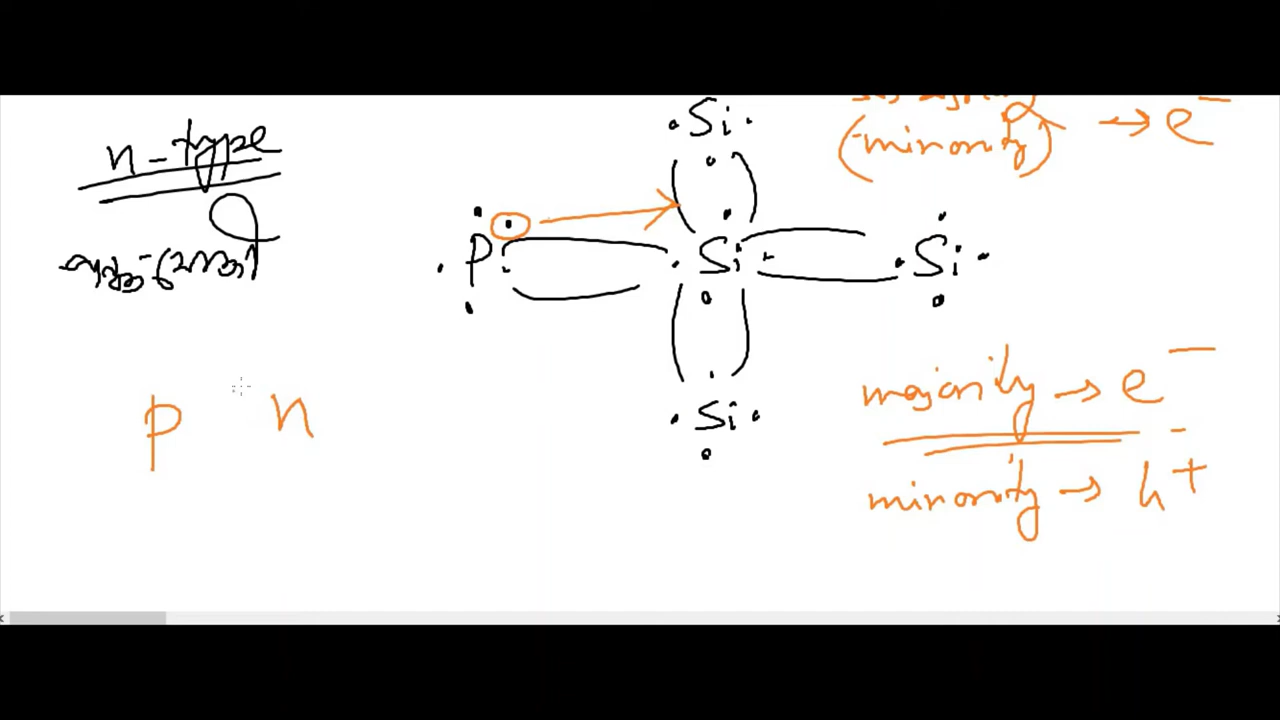 n-type
Si
(minority) → e⁻
P Si Si
majority → e⁻
p n
Si
minority → h⁺